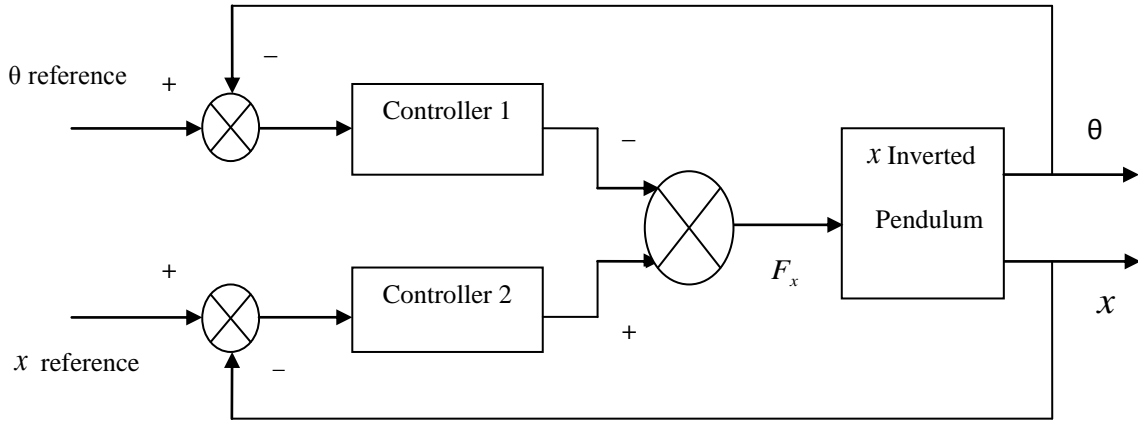 −
θ reference
+
Controller 1
−
x Inverted
Pendulum
θ
F_x
x
+
Controller 2
+
x reference
−